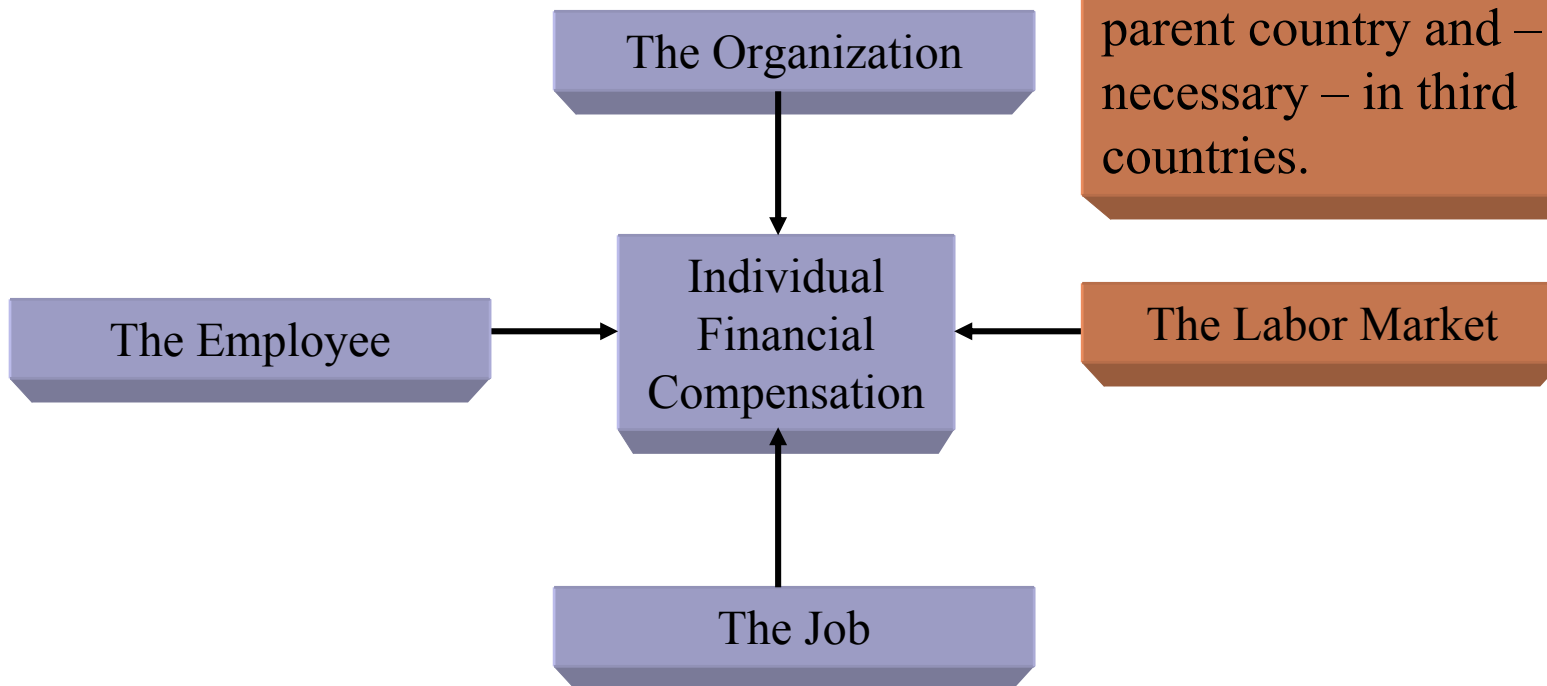 The Organization
parent country and –
necessary – in third
countries.
Individual
Financial
Compensation
The Employee
The Labor Market
The Job